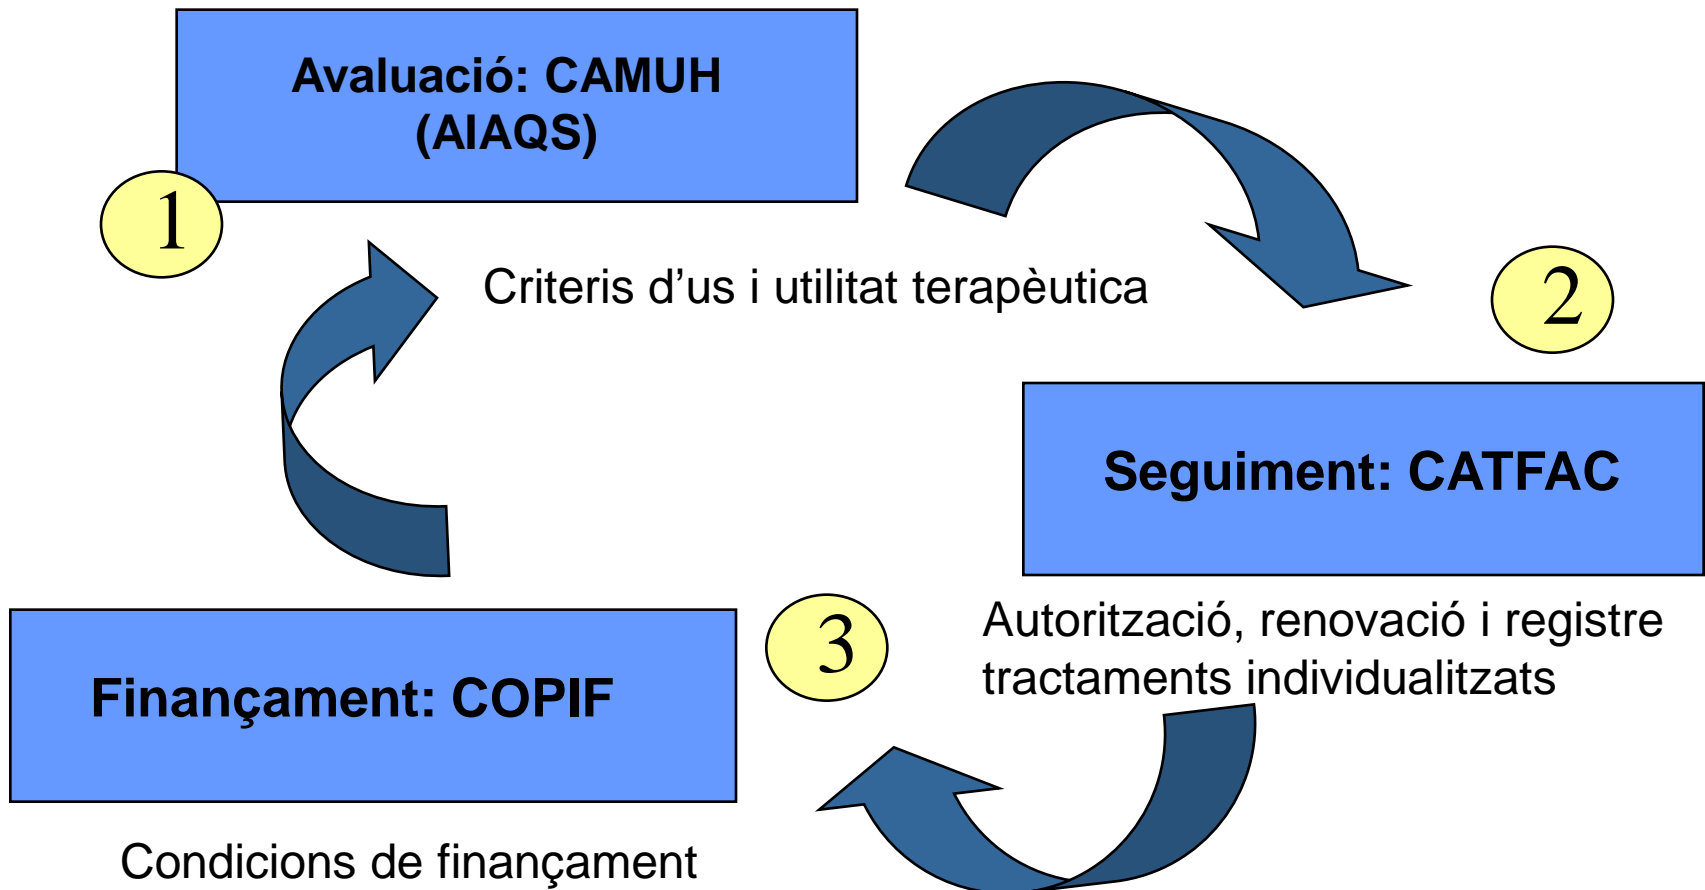 Avaluació: CAMUH
(AIAQS)
1
Criteris d’us i utilitat terapèutica
2
Seguiment: CATFAC
Autorització, renovació i registre
tractaments individualitzats
3
Finançament: COPIF
Condicions de finançament